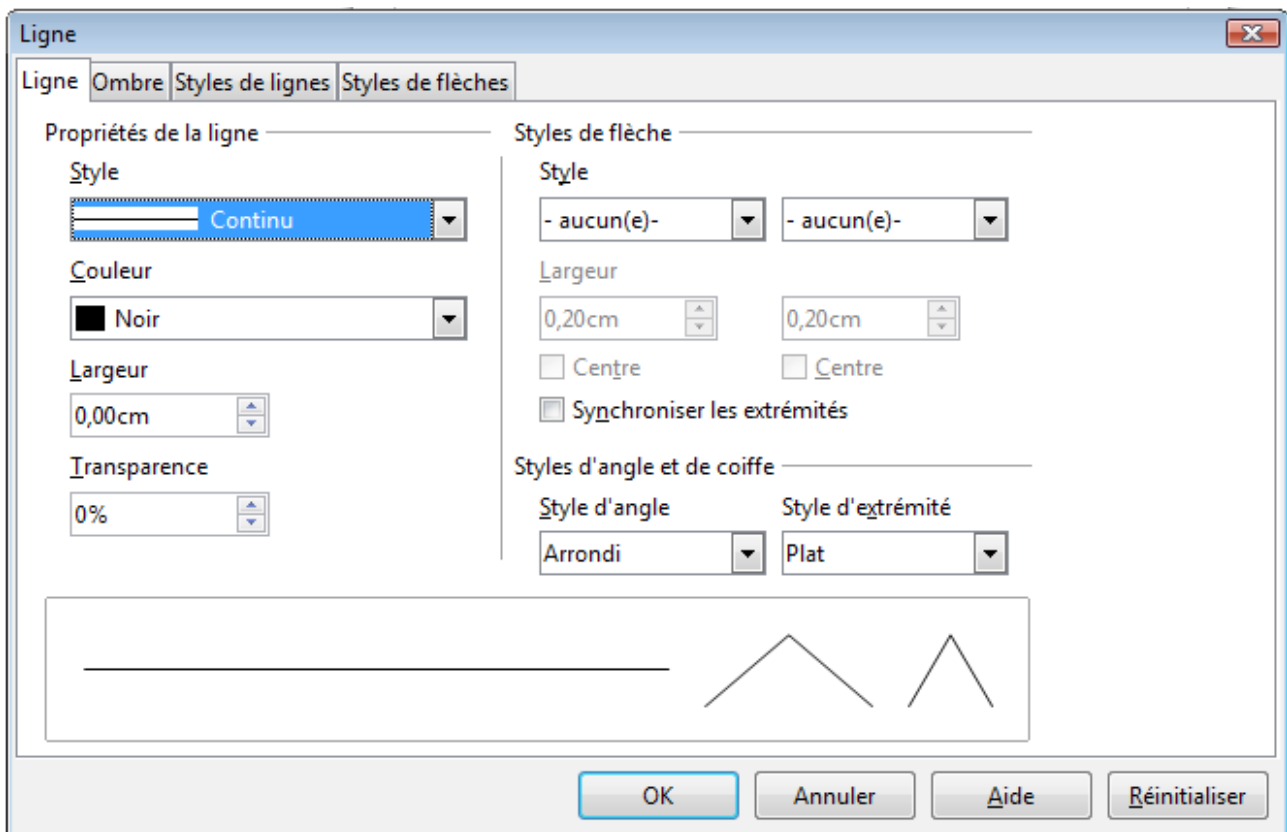 Ligne
Ligne Ombre Styles de lignes Styles de flèches
Propriétés de la ligne
Style
Continu
Couleur
Noir
Largeur
0,00cm
Transparence
0%
Styles de flèche
Style
- aucun(e)- - aucun(e)-
Largeur
0,20cm 0,20cm
Centre Centre
Synchroniser les extrémités
Styles d'angle et de coiffe
Style d'angle Style d'extrémité
Arrondi Plat
OK Annuler Aide Réinitialiser